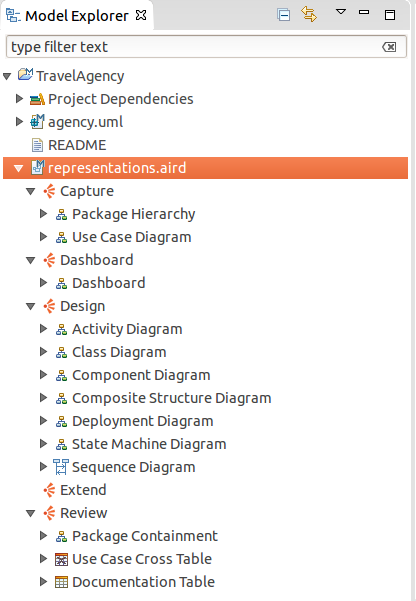 Model Explorer
type filter text
TravelAgency
Project Dependencies
agency.uml
README
representations.aird
Capture
Package Hierarchy
Use Case Diagram
Dashboard
Dashboard
Design
Activity Diagram
Class Diagram
Component Diagram
Composite Structure Diagram
Deployment Diagram
State Machine Diagram
Sequence Diagram
Extend
Review
Package Containment
Use Case Cross Table
Documentation Table